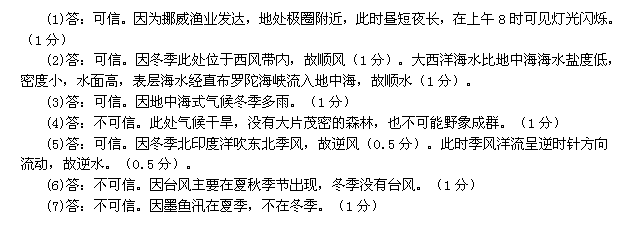 (1)答：可信。因为挪威渔业发达，地处极圈附近，此时昼短夜长，在上午8时可见灯光闪烁。
(1分)
(2)答：可信。因冬季此处位于西风带内，故顺风(1分)。大西洋海水比地中海海水盐度低，
密度小，水面高，表层海水经直布罗陀海峡流入地中海，故顺水(1分)。
(3)答：可信。因地中海式气候冬季多雨。(1分)
(4)答：不可信。此处气候干旱，没有大片茂密的森林，也不可能野象成群。(1分)
(5)答：可信。因冬季北印度洋吹东北季风，故逆风(0.5分)。此时季风洋流呈逆时针方向
流动，故逆水。(0.5分)。
(6)答：不可信。因台风主要在夏秋季节出现，冬季没有台风。(1分)
(7)答：不可信。因墨鱼汛在夏季，不在冬季。(1分)